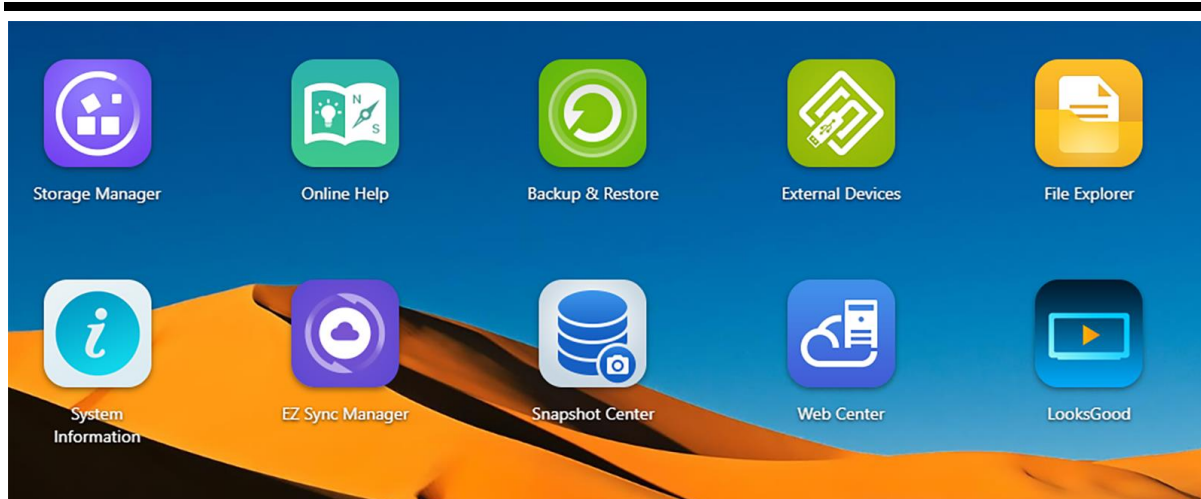 N
S
Storage Manager
Online Help
Backup & Restore
External Devices
File Explorer
i
System
Information
EZ Sync Manager
Snapshot Center
Web Center
LooksGood